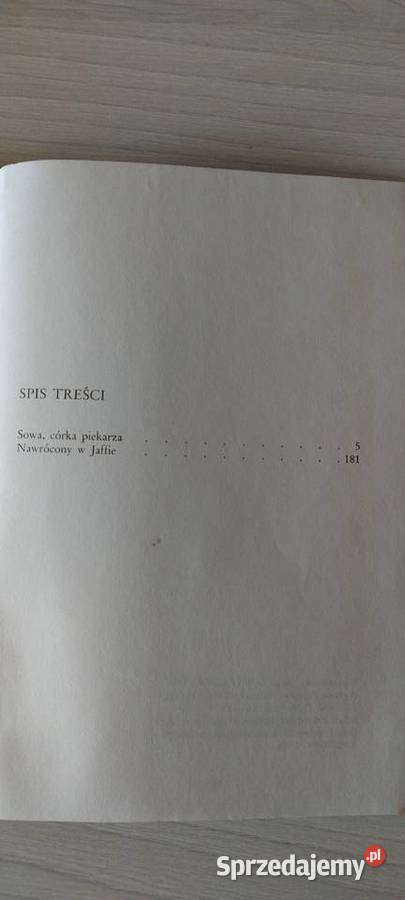 SPIS TREŚCI
Sowa, córka piekarza . . . . . . . . . . . 5
Nawrócony w Jaffie . . . . . . . . . . . 181
Sprzedajemy.pl